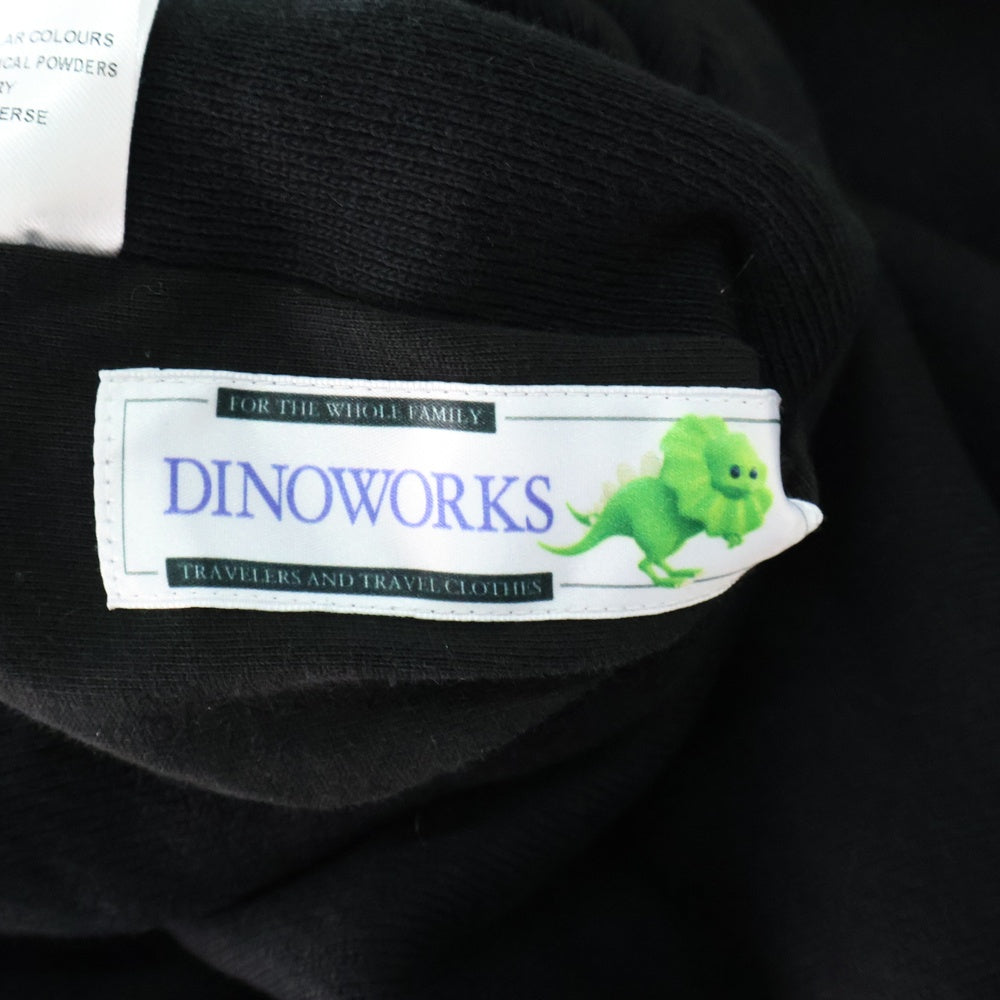 AR COLOURS
ICAL POWDERS
RY
ERSE
FOR THE WHOLE FAMILY
DINOWORKS
TRAVELERS AND TRAVEL CLOTHES